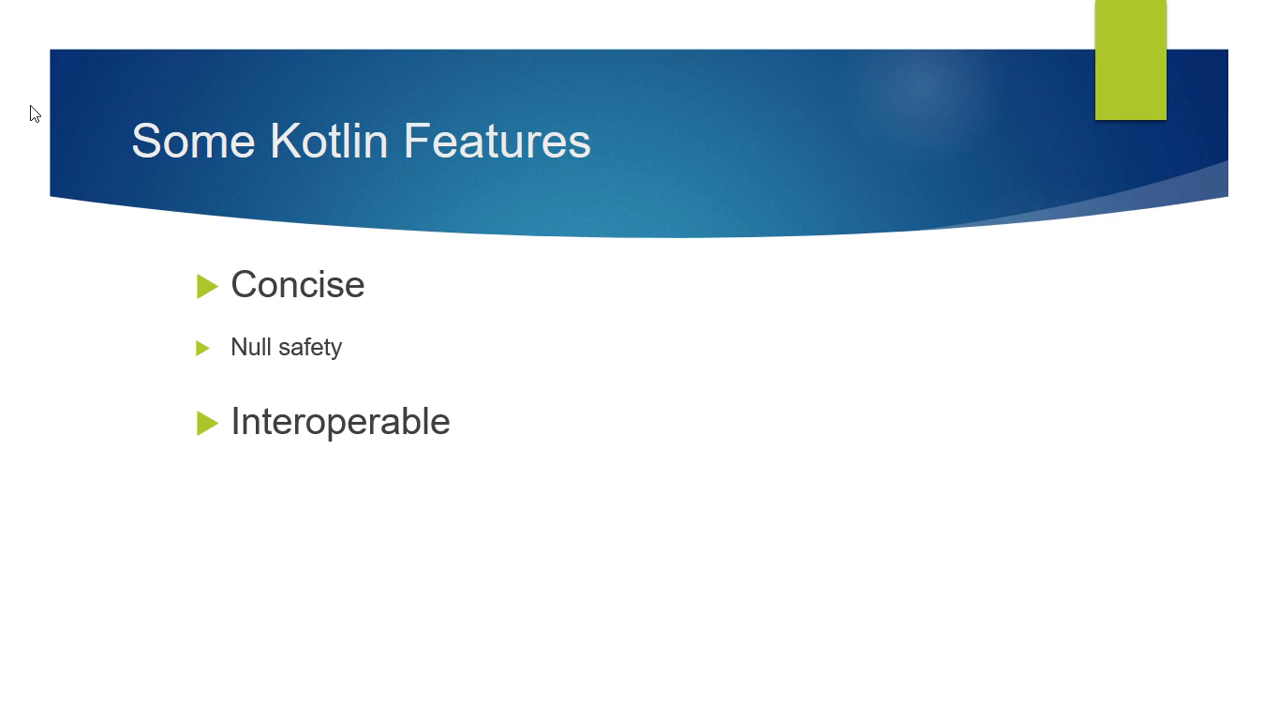 Some Kotlin Features
Concise
Null safety
Interoperable